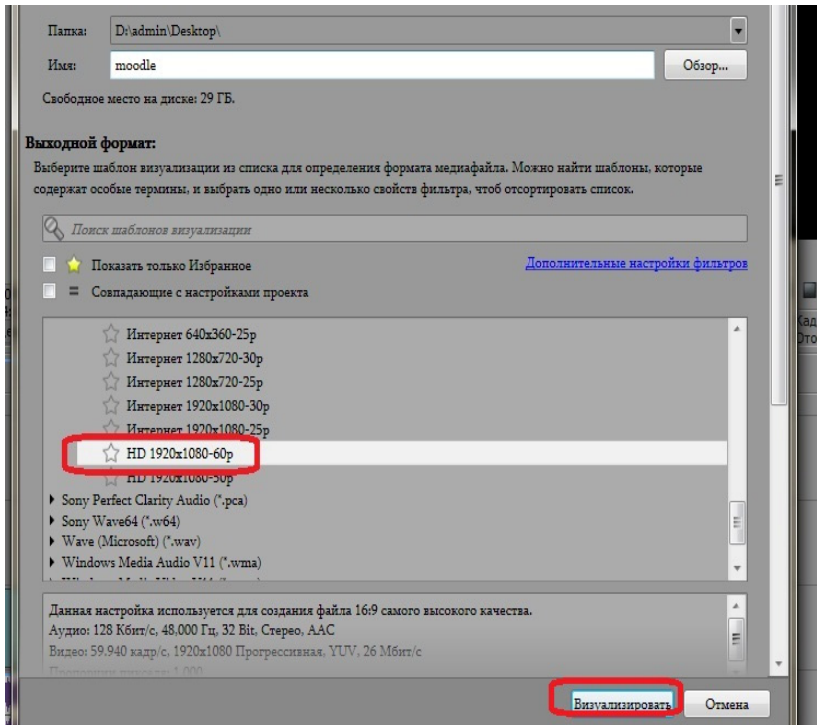 Папка: D:\admin\Desktop\
Имя: moodle Обзор...
Свободное место на диске: 29 ГБ.
Выходной формат:
Выберите шаблон визуализации из списка для определения формата медиафайла. Можно найти шаблоны, которые
содержат особые термины, и выбрать одно или несколько свойств фильтра, чтоб отсортировать список.
Поиск шаблонов визуализации
Показать только Избранное Дополнительные настройки фильтров
= Совпадающие с настройками проекта
Интернет 640x360-25p
Интернет 1280x720-30p
Интернет 1280x720-25p
Интернет 1920x1080-30p
Интернет 1920x1080-25p
HD 1920x1080-60p
HD 1920x1080-50p
Sony Perfect Clarity Audio (*.pca)
Sony Wave64 (*.w64)
Wave (Microsoft) (*.wav)
Windows Media Audio V11 (*.wma)
Данная настройка используется для создания файла 16:9 самого высокого качества.
Аудио: 128 Кбит/с, 48,000 Гц, 32 Bit, Стерео, AAC
Видео: 59.940 кадр/с, 1920x1080 Прогрессивная, YUV, 26 Мбит/с
Визуализировать Отмена